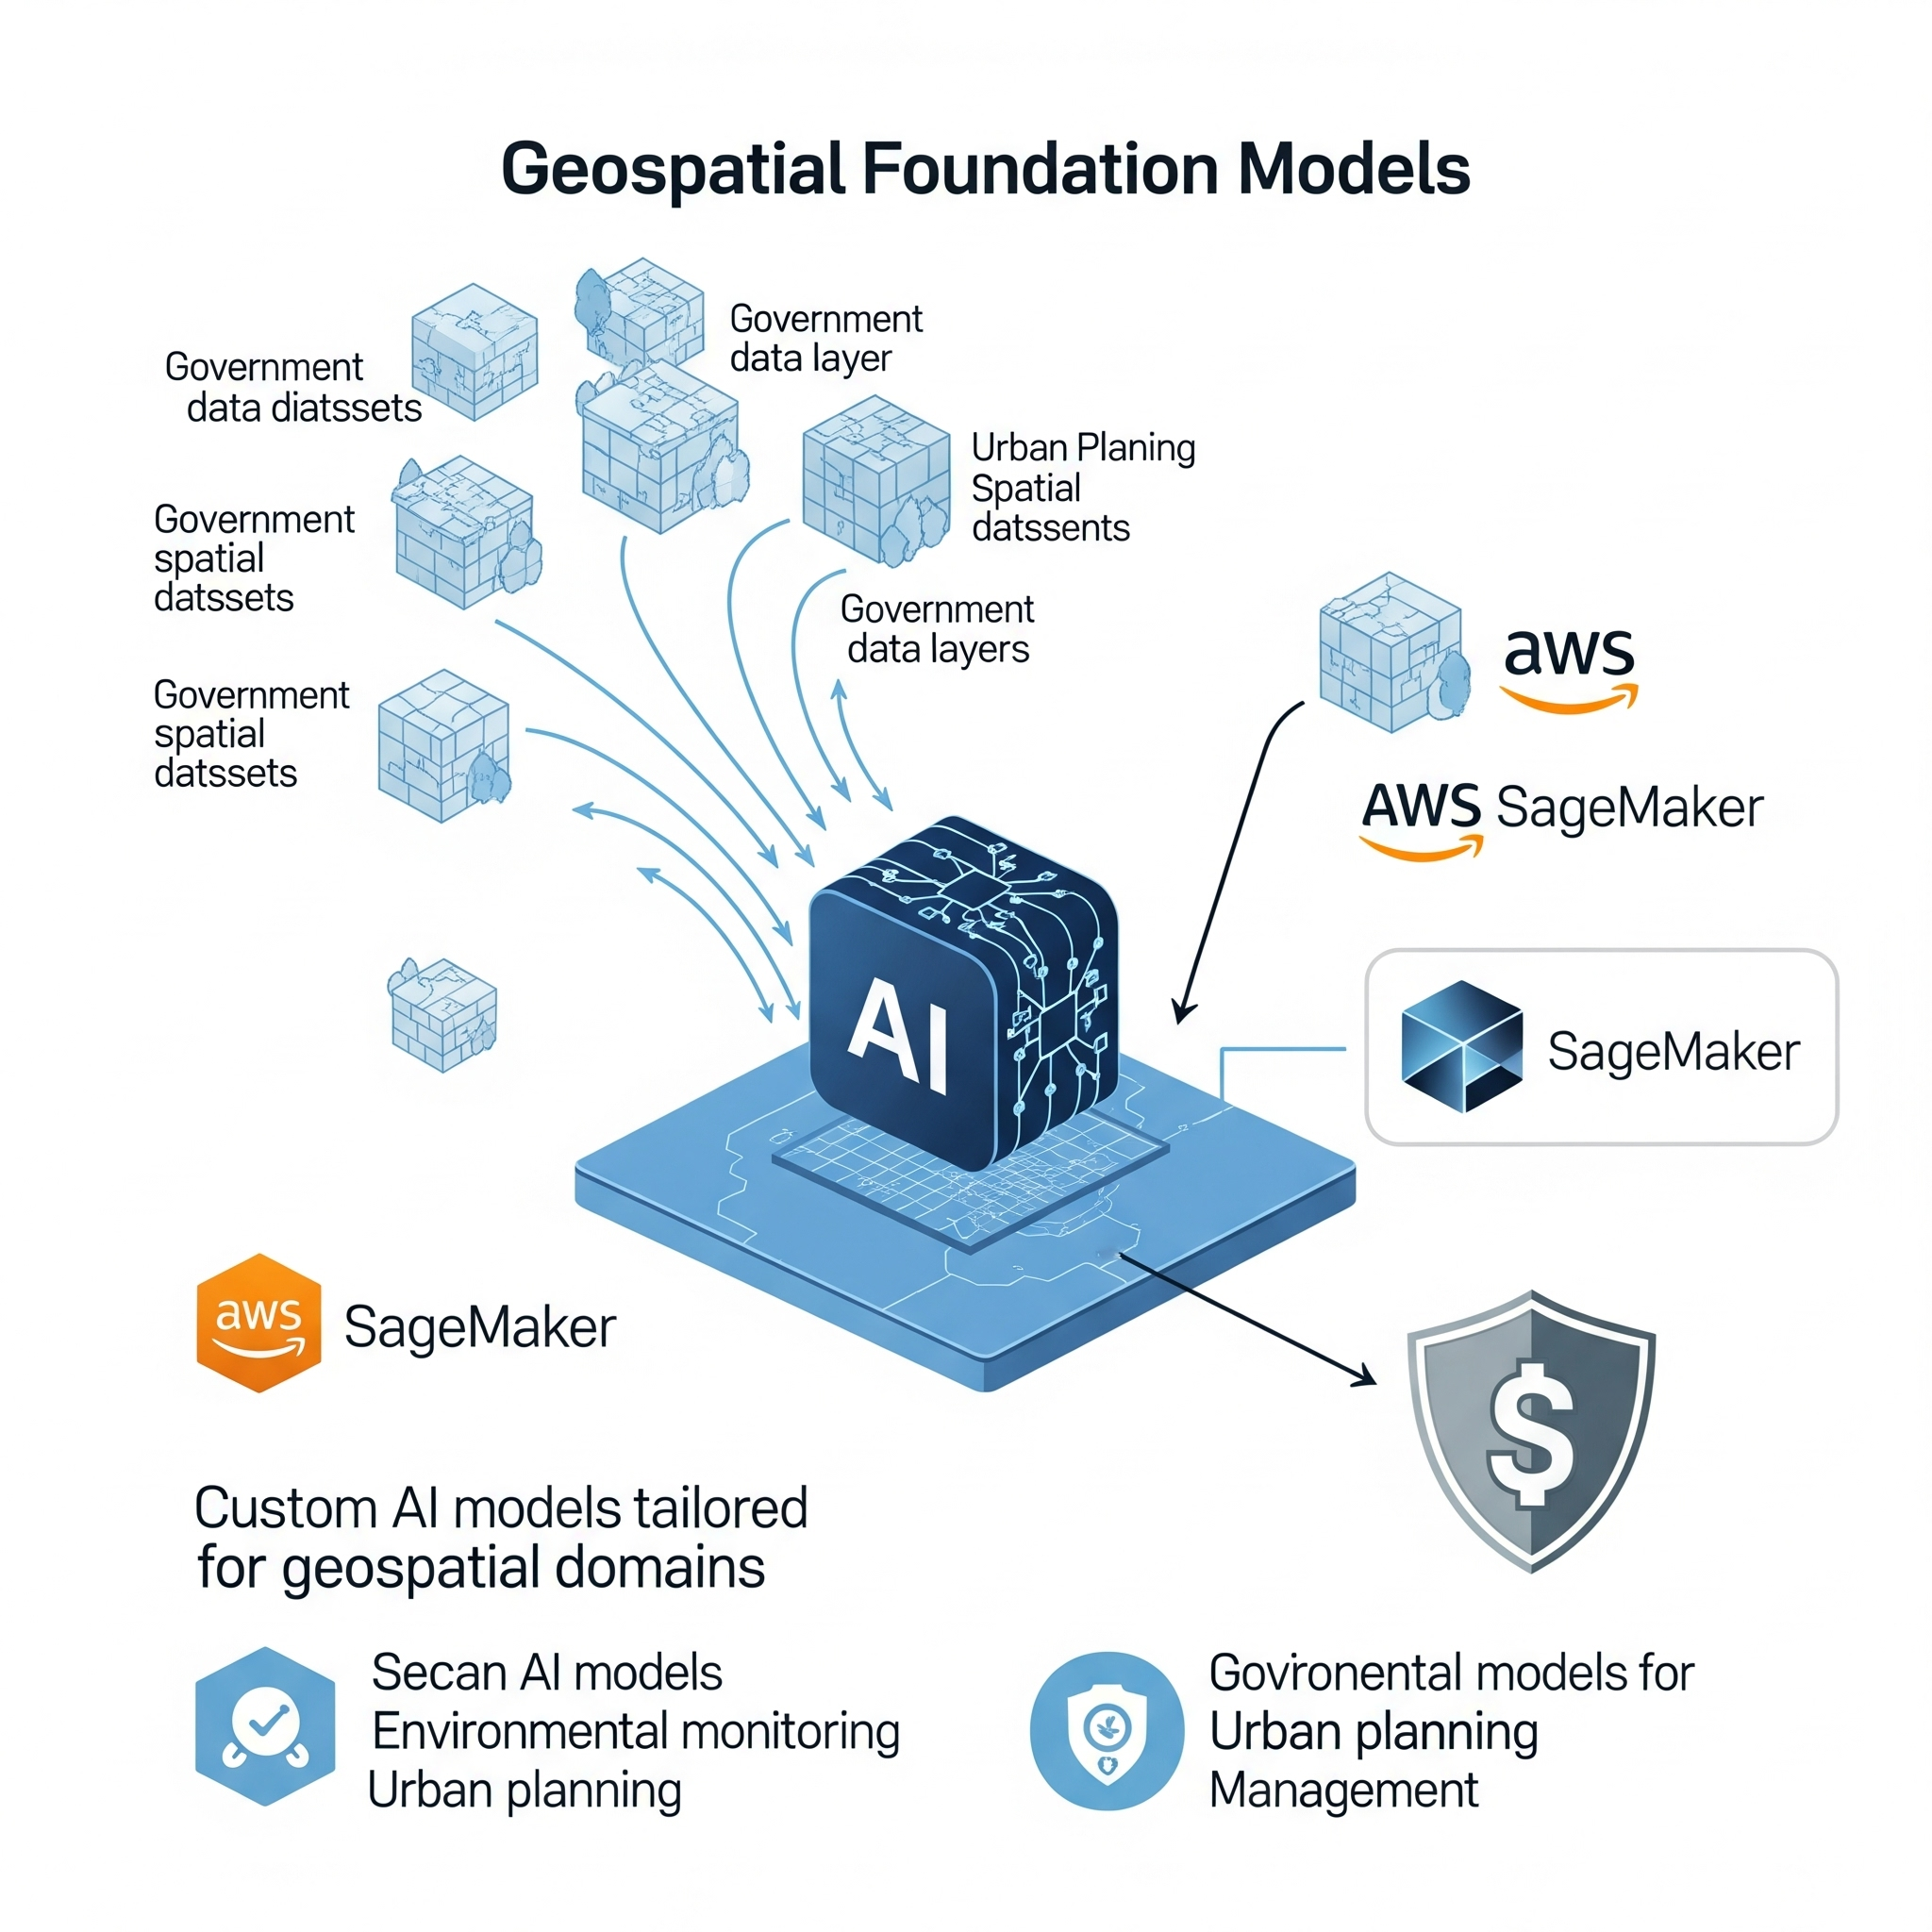 Geospatial Foundation Models
Government
data layer
Government
data diatssets
Urban Planing
Spatial
datssents
Government
spatial
datssets
Government
data layers
Government
spatial
datssets
aws
AWS SageMaker
AI
SageMaker
aws
SageMaker
$
Custom AI models tailored
for geospatial domains
Secan AI models
Environmental monitoring
Urban planning
Govironental models for
Urban planning
Management